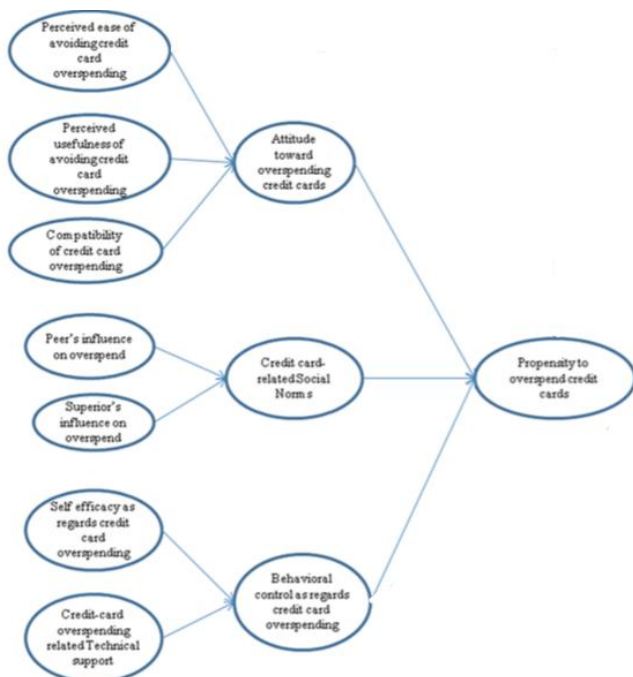 Perceived ease of
avoiding credit
card
overspending
Perceived
usefulness of
avoiding credit
card
overspending
Compatibility
of credit card
overspending
Attitude
toward
overspending
credit cards
Peer's influence
on overspend
Superior's
influence on
overspend
Credit card-
related Social
Norms
Propensity to
overspend credit
cards
Self efficacy as
regards credit
card
overspending
Credit-card
overspending
related Technical
support
Behavioral
control as regards
credit card
overspending